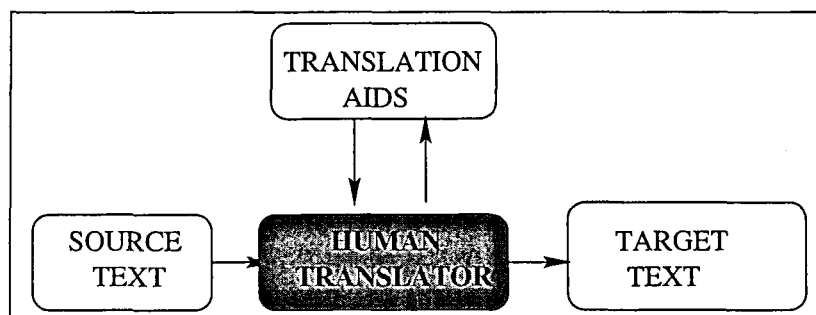 TRANSLATION
AIDS
SOURCE
TEXT
HUMAN
TRANSLATOR
TARGET
TEXT